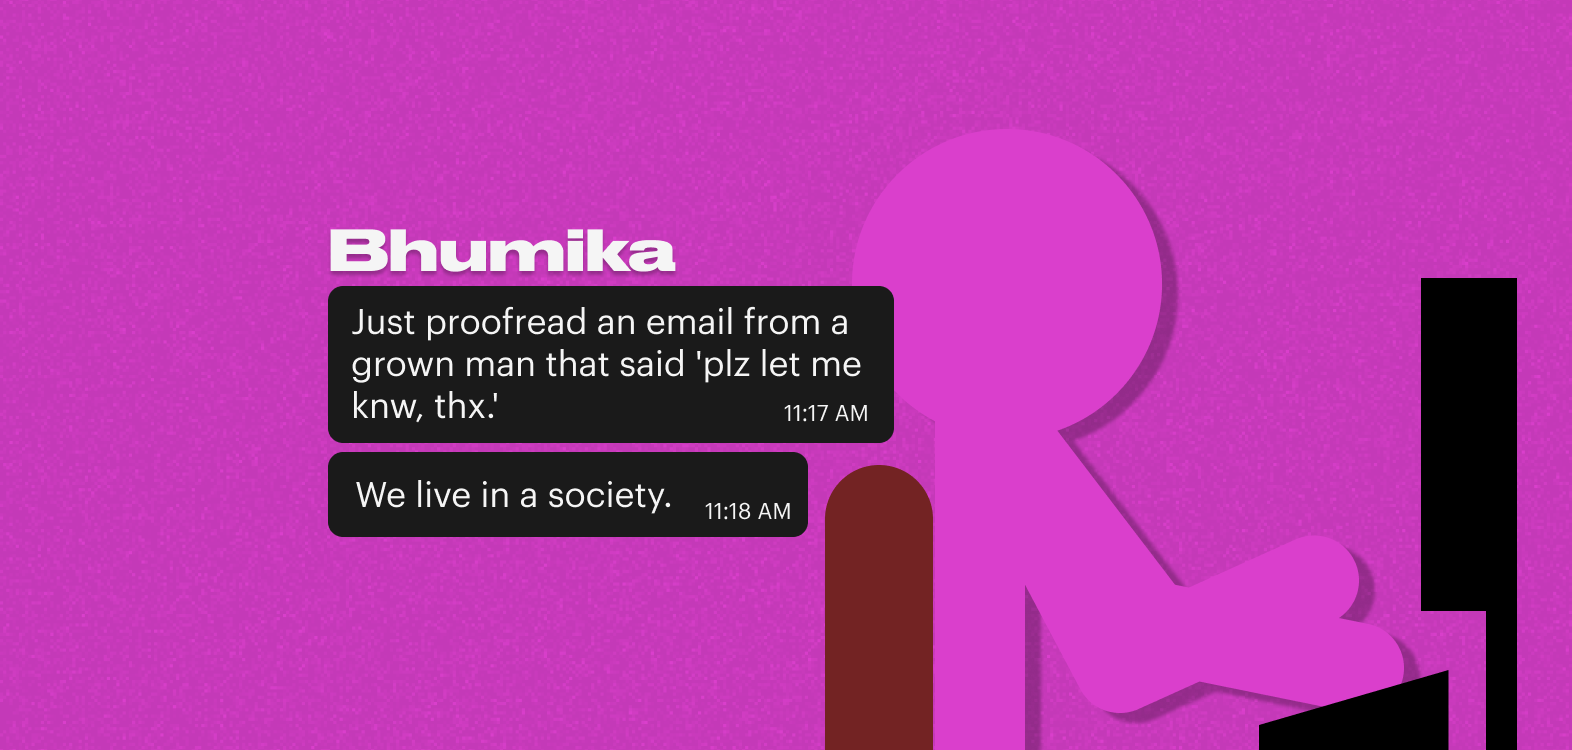 Bhumika
Just proofread an email from a
grown man that said 'plz let me
knw, thx.'
11:17 AM
We live in a society.
11:18 AM